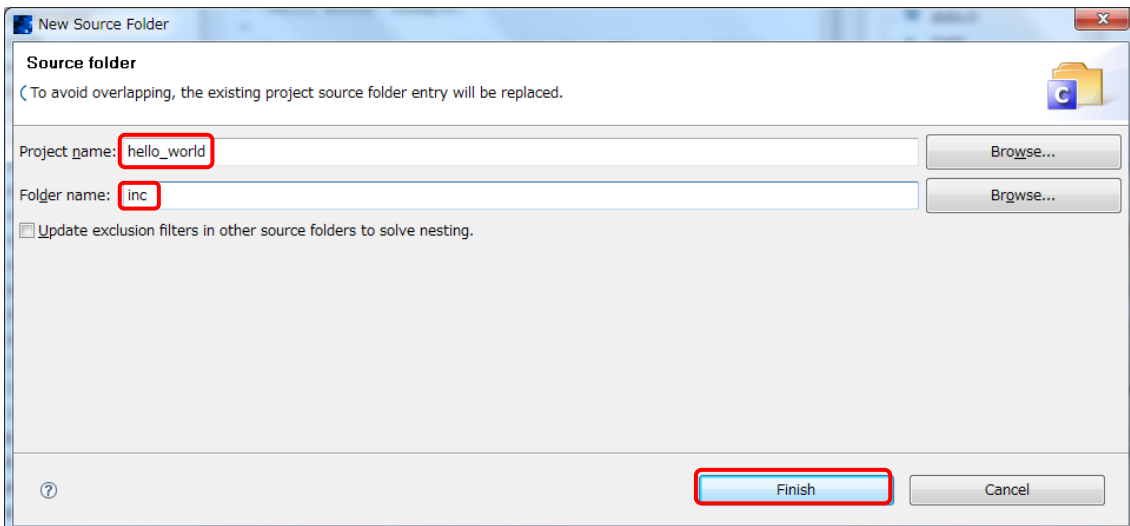 New Source Folder
Source folder
To avoid overlapping, the existing project source folder entry will be replaced.
Project name: hello_world Browse...
Folder name: inc Browse...
Update exclusion filters in other source folders to solve nesting.
Finish Cancel